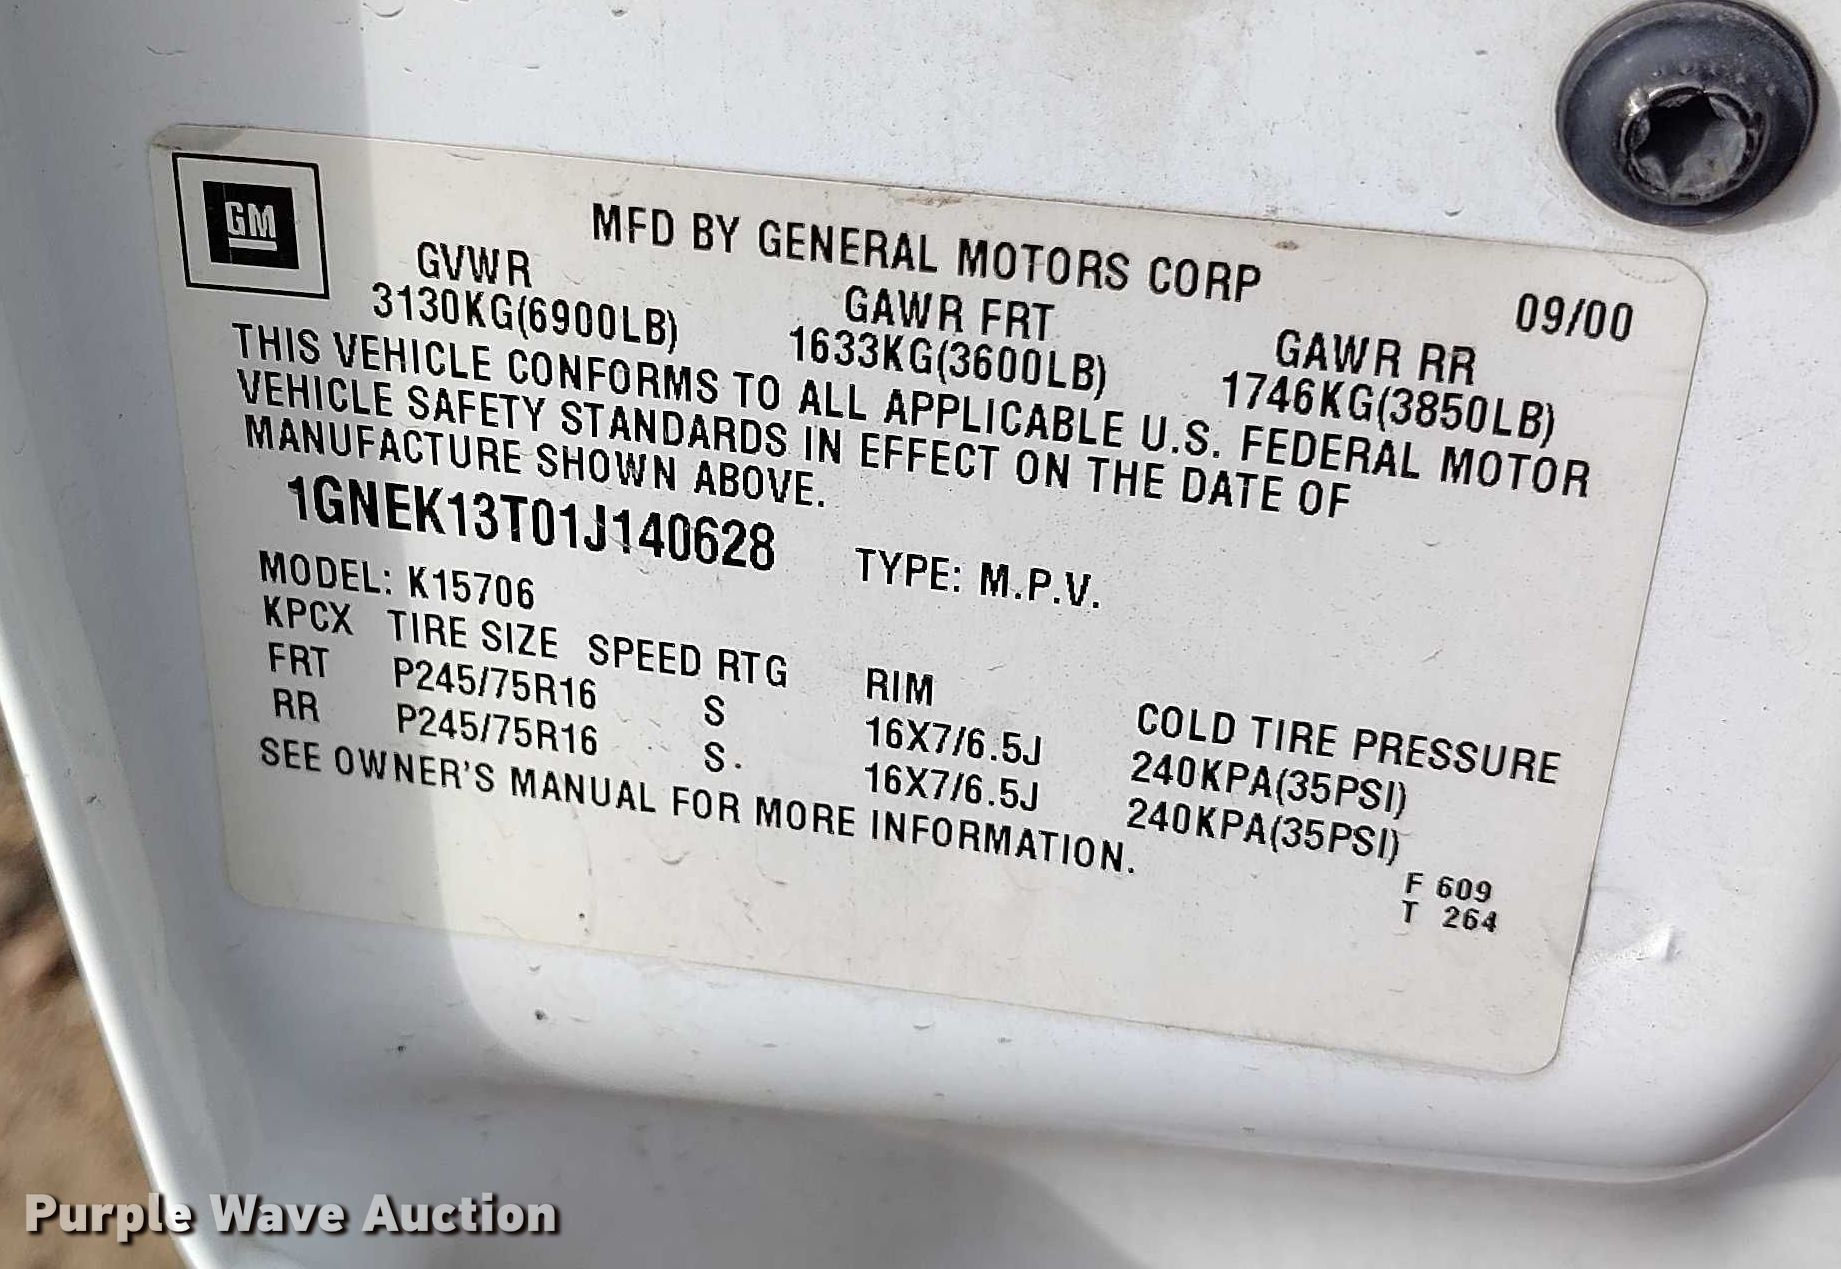 GM
MFD BY GENERAL MOTORS CORP
09/00
GVWR GAWR FRT GAWR RR
3130KG(6900LB) 1633KG(3600LB) 1746KG(3850LB)
THIS VEHICLE CONFORMS TO ALL APPLICABLE U.S. FEDERAL MOTOR
VEHICLE SAFETY STANDARDS IN EFFECT ON THE DATE OF
MANUFACTURE SHOWN ABOVE.
1GNEK13T01J140628 TYPE: M.P.V.
MODEL: K15706
KPCX TIRE SIZE SPEED RTG RIM COLD TIRE PRESSURE
FRT P245/75R16 S 16X7/6.5J 240KPA(35PSI)
RR P245/75R16 S. 16X7/6.5J 240KPA(35PSI)
SEE OWNER'S MANUAL FOR MORE INFORMATION.
F 609
T 264
Purple Wave Auction